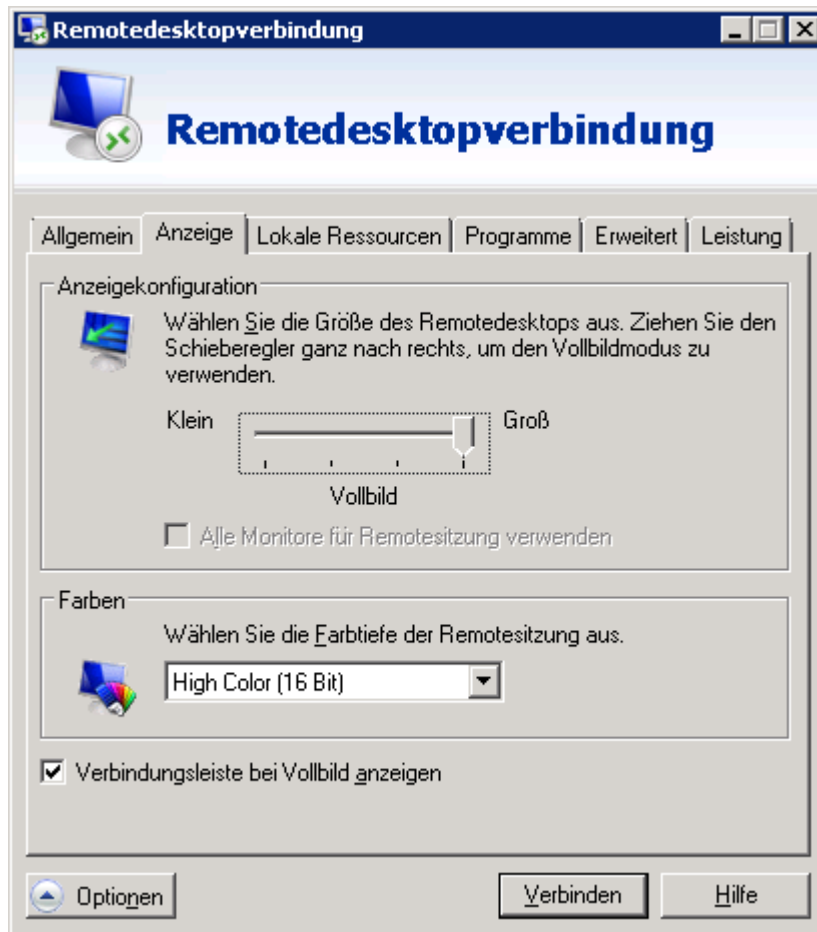 Remotedesktopverbindung
Remotedesktopverbindung
Allgemein Anzeige Lokale Ressourcen Programme Erweitert Leistung
Anzeigekonfiguration
Wählen Sie die Größe des Remotedesktops aus. Ziehen Sie den
Schieberegler ganz nach rechts, um den Vollbildmodus zu
verwenden.
Klein Groß
Vollbild
Alle Monitore für Remotesitzung verwenden
Farben
Wählen Sie die Farbtiefe der Remotesitzung aus.
High Color (16 Bit)
Verbindungsleiste bei Vollbild anzeigen
Optionen Verbinden Hilfe